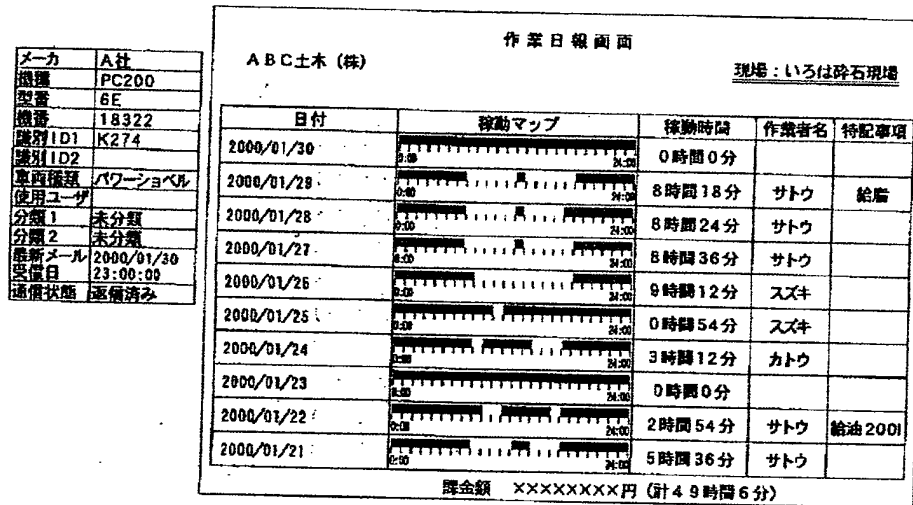 作業日報画面
ABC土木(株)
現場:いろは砕石現場
メーカ A社
機種 PC200
型番 6E
機番 18322
識別ID1 K274
識別ID2
車両種類 パワーショベル
使用ユーザ
分類1 未分類
分類2 未分類
最新メール受信日 2000/01/30 23:00:00
通信状態 返信済み
日付 稼動マップ 稼動時間 作業者名 特記事項
2000/01/30 0:00 24:00 0時間0分
2000/01/29 0:00 24:00 8時間18分 サトウ 給脂
2000/01/28 0:00 24:00 8時間24分 サトウ
2000/01/27 0:00 24:00 8時間36分 サトウ
2000/01/26 0:00 24:00 9時間12分 スズキ
2000/01/25 0:00 24:00 0時間54分 スズキ
2000/01/24 0:00 24:00 3時間12分 カトウ
2000/01/23 0:00 24:00 0時間0分
2000/01/22 0:00 24:00 2時間54分 サトウ 給油200l
2000/01/21 0:00 24:00 5時間36分 サトウ
課金額 ××××××××円(計49時間6分)